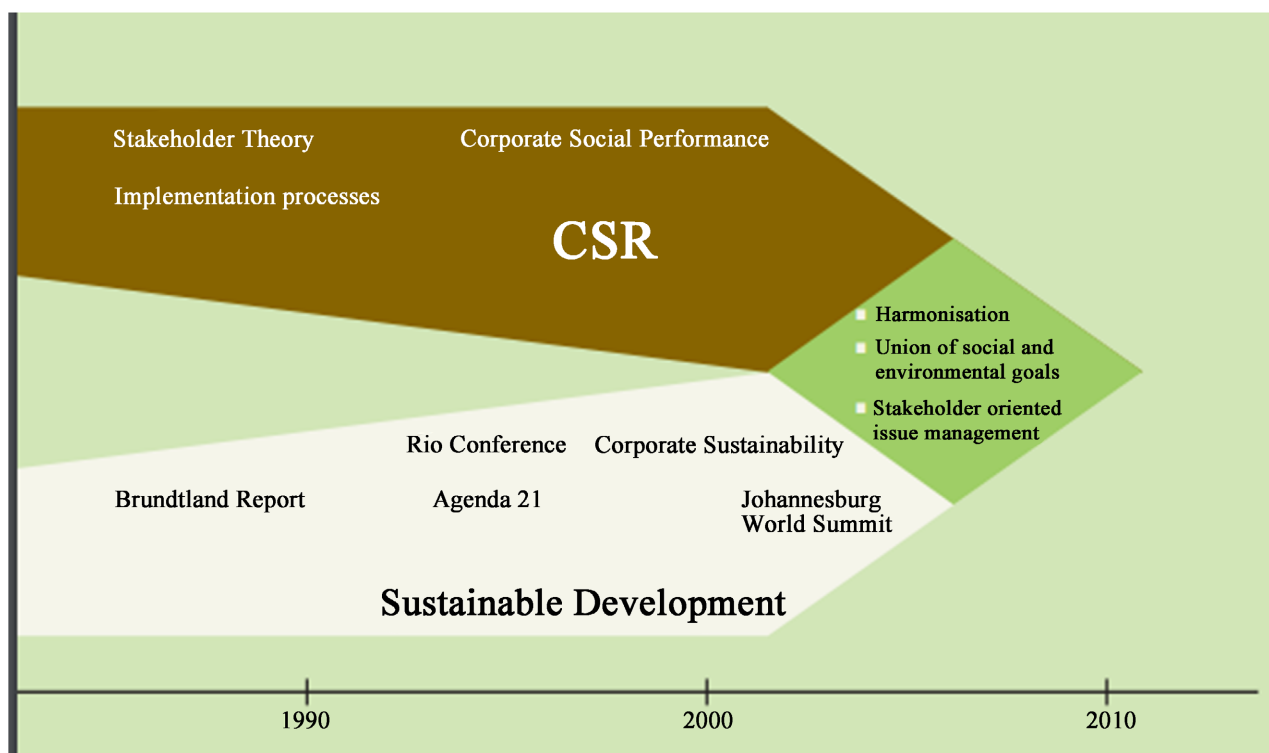 Stakeholder Theory
Corporate Social Performance
Implementation processes
CSR
Harmonisation
Union of social and
environmental goals
Stakeholder oriented
issue management
Rio Conference
Corporate Sustainability
Brundtland Report
Agenda 21
Johannesburg
World Summit
Sustainable Development
1990
2000
2010